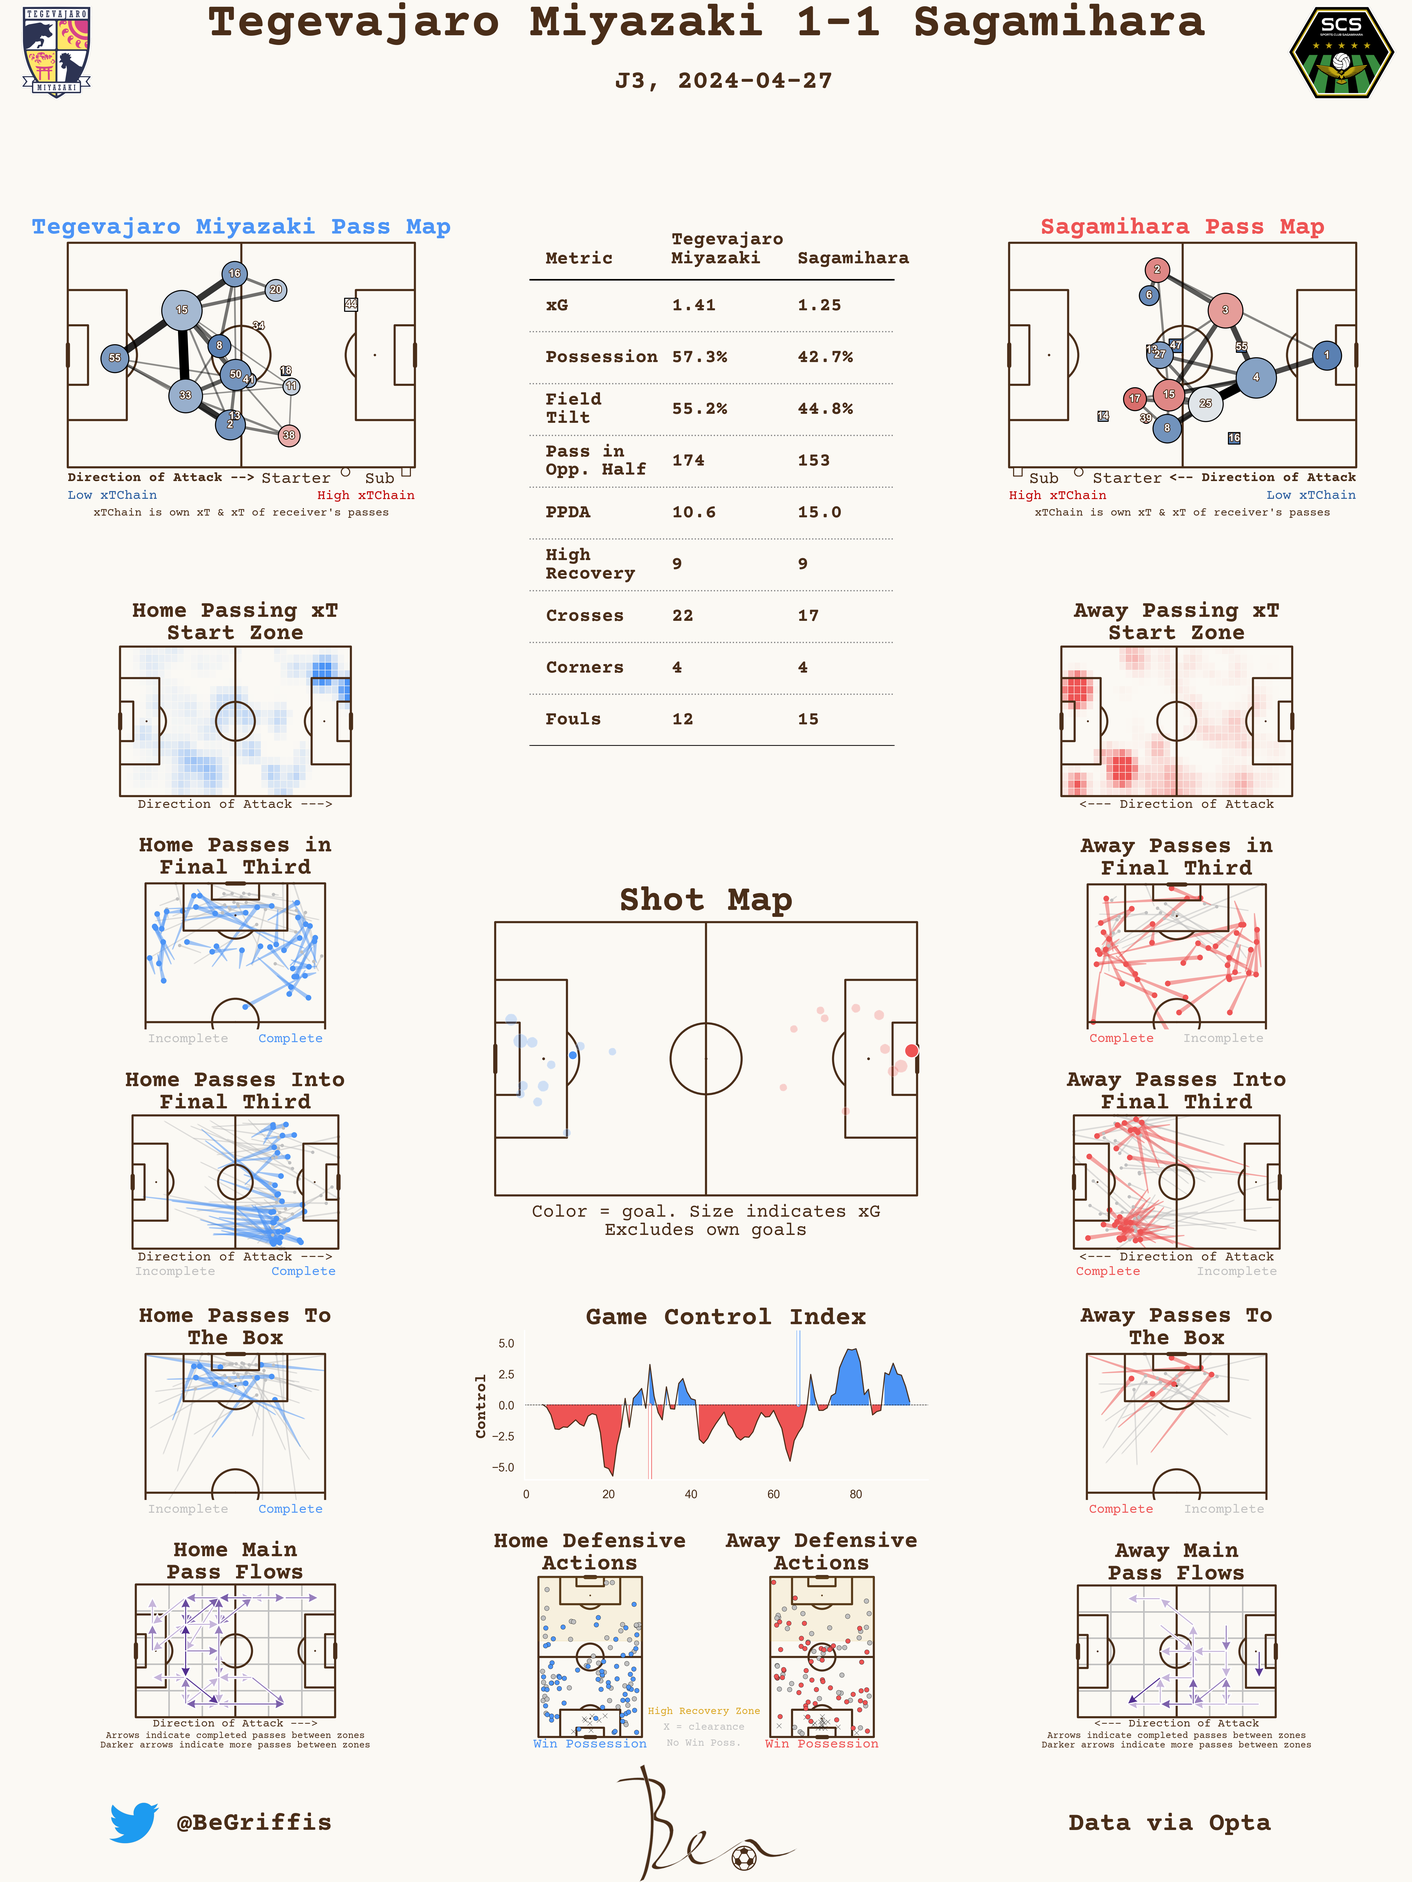 Tegevajaro Miyazaki 1-1 Sagamihara
J3, 2024-04-27
TEGEVAJARO
MIYAZAKI
SCS
SPORTS CLUB SAGAMIHARA
Tegevajaro Miyazaki Pass Map
16
20
44
15
34
8
55
18
50
41
11
33
13
2
38
Direction of Attack --> Starter Sub
Low xTChain High xTChain
xTChain is own xT & xT of receiver's passes
Metric Tegevajaro Miyazaki Sagamihara
xG 1.41 1.25
Possession 57.3% 42.7%
Field Tilt 55.2% 44.8%
Pass in Opp. Half 174 153
PPDA 10.6 15.0
High Recovery 9 9
Crosses 22 17
Corners 4 4
Fouls 12 15
Sagamihara Pass Map
2
6
3
13
47
27
55
1
4
15
17
25
14
39
8
16
Sub Starter <-- Direction of Attack
High xTChain Low xTChain
xTChain is own xT & xT of receiver's passes
Home Passing xT
Start Zone
Direction of Attack --->
Away Passing xT
Start Zone
<--- Direction of Attack
Home Passes in
Final Third
Incomplete Complete
Away Passes in
Final Third
Complete Incomplete
Shot Map
Color = goal. Size indicates xG
Excludes own goals
Home Passes Into
Final Third
Direction of Attack --->
Incomplete Complete
Away Passes Into
Final Third
<--- Direction of Attack
Complete Incomplete
Home Passes To
The Box
Incomplete Complete
Game Control Index
Control
5.0
2.5
0.0
−2.5
−5.0
0 20 40 60 80
Away Passes To
The Box
Complete Incomplete
Home Main
Pass Flows
Direction of Attack --->
Arrows indicate completed passes between zones
Darker arrows indicate more passes between zones
Home Defensive
Actions
Win Possession
Away Defensive
Actions
Win Possession
High Recovery Zone
X = clearance
No Win Poss.
Away Main
Pass Flows
<--- Direction of Attack
Arrows indicate completed passes between zones
Darker arrows indicate more passes between zones
@BeGriffis
Ben
Data via Opta